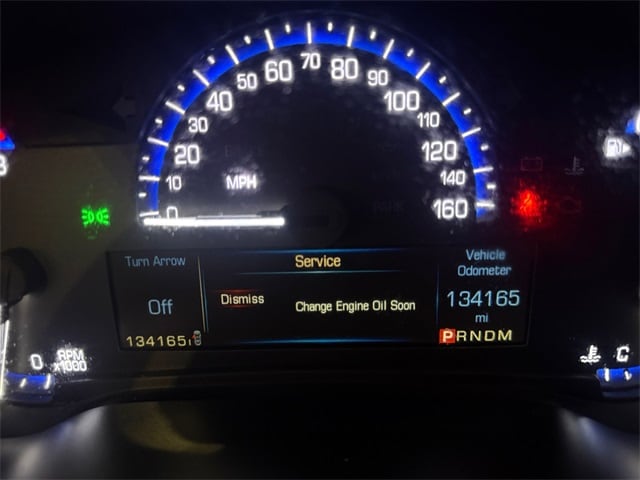 70
60 80
50 90
40 100
30 110
20 120
10 MPH 140
0 160
Turn Arrow
Off
134165
Service
Dismiss
Change Engine Oil Soon
Vehicle
Odometer
134165
mi
PRNDM
0 RPM
x1000
C